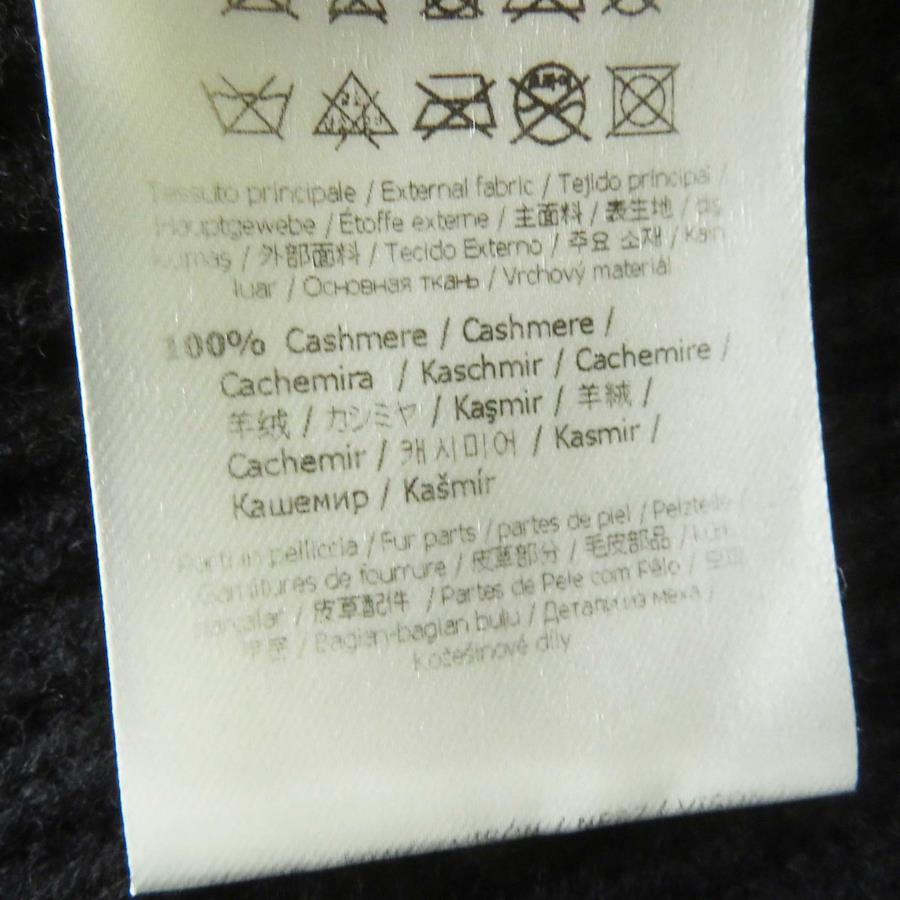 Tessuto principale / External fabric / Tejido principal /
Hauptgewebe / Étoffe externe / 主面料 / 表生地 /
kumaş / 外部面料 / Tecido Externo / 주요 소재 / Kain
luar / Основная ткань / Vrchový materiál
100% Cashmere / Cashmere /
Cachemira / Kaschmir / Cachemire /
羊绒 / カシミヤ / Kaşmir / 羊絨 /
Cachemir / 캐시미어 / Kasmir /
Кашемир / Kašmír
Parti in pelliccia / Fur parts / partes de piel / Pelzteile
Garnitures de fourrure / 皮草部分 / 毛皮部品 / Kürk
parçalar / 皮草配件 / Partes de Pele com Pêlo /
/ Bagian-bagian bulu / Детали из меха /
Kožešinové díly